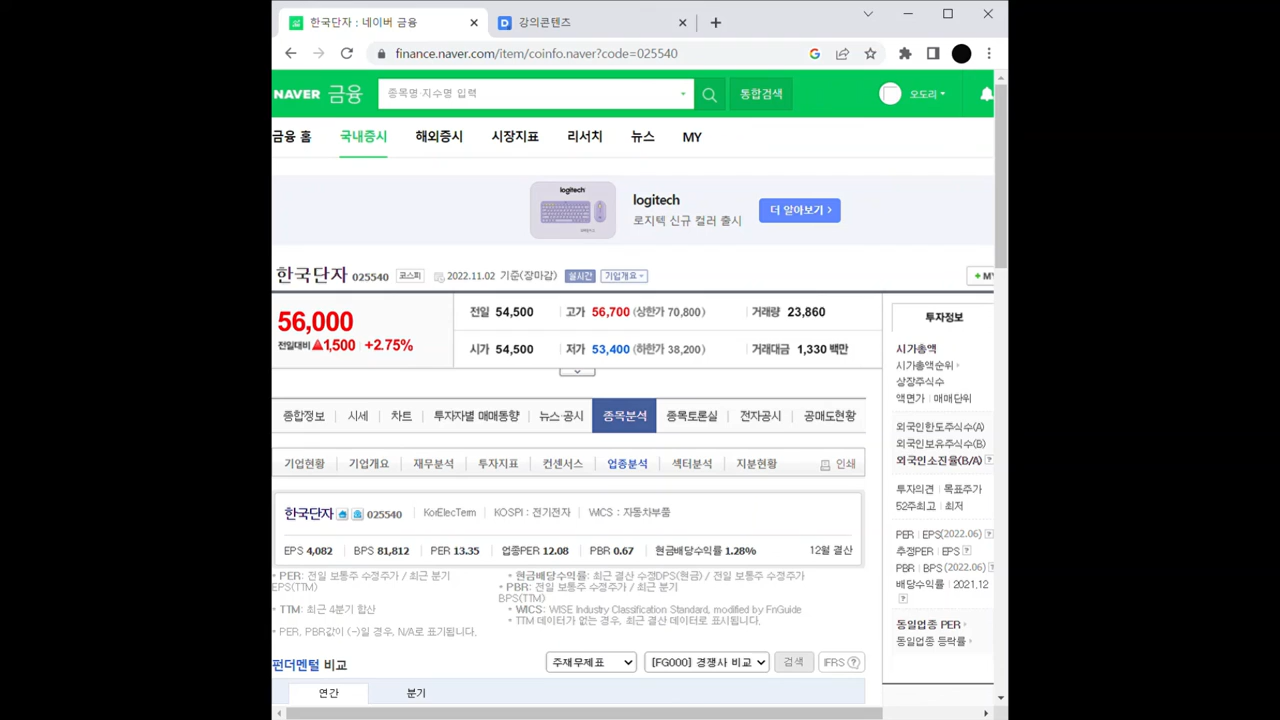 한국단자 : 네이버 금융
강의콘텐츠
finance.naver.com/item/coinfo.naver?code=025540
NAVER 금융
종목명·지수명 입력
통합검색
오도리
금융 홈 국내증시 해외증시 시장지표 리서치 뉴스 MY
logitech
logitech
로지텍 신규 컬러 출시
더 알아보기 >
한국단자 025540 코스피 2022.11.02 기준(장마감) 실시간 기업개요
+ MY
56,000
전일대비 ▲1,500 +2.75%
전일 54,500 고가 56,700 (상한가 70,800) 거래량 23,860
시가 54,500 저가 53,400 (하한가 38,200) 거래대금 1,330 백만
종합정보 시세 차트 투자자별 매매동향 뉴스·공시 종목분석 종목토론실 전자공시 공매도현황
기업현황 기업개요 재무분석 투자지표 컨센서스 업종분석 섹터분석 지분현황 인쇄
한국단자 025540 KorElecTerm KOSPI : 전기전자 WICS : 자동차부품
EPS 4,082 BPS 81,812 PER 13.35 업종PER 12.08 PBR 0.67 현금배당수익률 1.28% 12월 결산
* PER: 전일 보통주 수정주가 / 최근 분기
EPS(TTM)
* TTM: 최근 4분기 합산
* PER, PBR값이 (-)일 경우, N/A로 표기됩니다.
* 현금배당수익률: 최근 결산 수정DPS(현금) / 전일 보통주 수정주가
* PBR: 전일 보통주 수정주가 / 최근 분기
BPS(TTM)
* WICS: WISE Industry Classification Standard, modified by FnGuide
* TTM 데이터가 없는 경우, 최근 결산 데이터로 표시됩니다.
펀더멘털 비교
주재무제표 [FG000] 경쟁사 비교 검색 IFRS ?
연간 분기
투자정보
시가총액
시가총액순위
상장주식수
액면가 | 매매단위
외국인한도주식수(A)
외국인보유주식수(B)
외국인소진율(B/A) ?
투자의견 | 목표주가
52주최고 | 최저
PER | EPS(2022.06) ?
추정PER | EPS ?
PBR | BPS (2022.06) ?
배당수익률 | 2021.12
?
동일업종 PER
동일업종 등락률